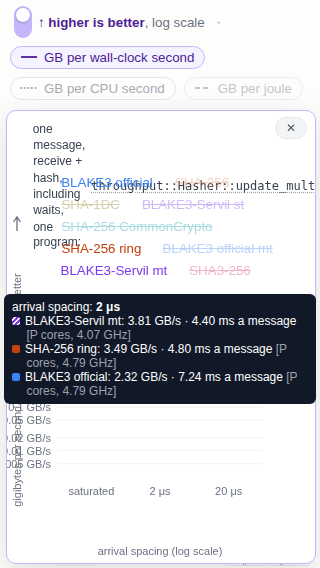 ↑ higher is better, log scale ·
GB per wall-clock second
GB per CPU second
GB per joule
✕
one
message,
receive +
hash,
including
waits,
one
program:
throughput::Hasher::update_mult
BLAKE3 official SHA-256
SHA-1DC BLAKE3-Servil st
SHA-256 CommonCrypto
SHA-256 ring BLAKE3 official mt
BLAKE3-Servil mt SHA3-256
arrival spacing: 2 μs
BLAKE3-Servil mt: 3.81 GB/s · 4.40 ms a message
[P cores, 4.07 GHz]
SHA-256 ring: 3.49 GB/s · 4.80 ms a message [P
cores, 4.79 GHz]
BLAKE3 official: 2.32 GB/s · 7.24 ms a message [P
cores, 4.79 GHz]
saturated 2 μs 20 μs
arrival spacing (log scale)